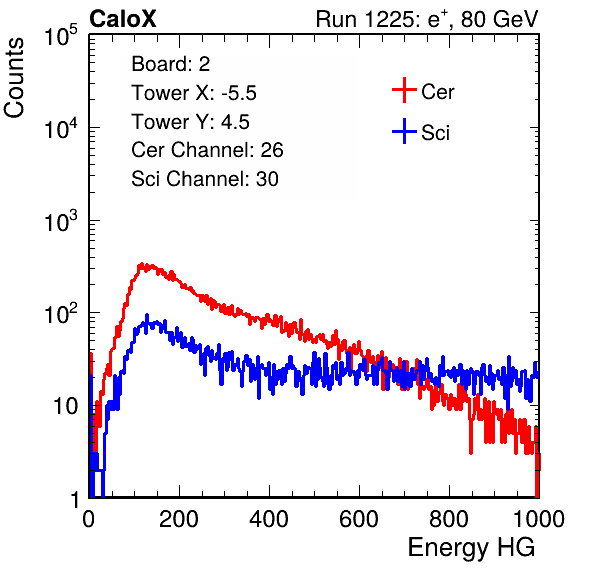 CaloX
Run 1225: e+, 80 GeV
Board: 2
Tower X: -5.5
Tower Y: 4.5
Cer Channel: 26
Sci Channel: 30
Cer
Sci
Counts
10^5
10^4
10^3
10^2
10
1
0 200 400 600 800 1000
Energy HG